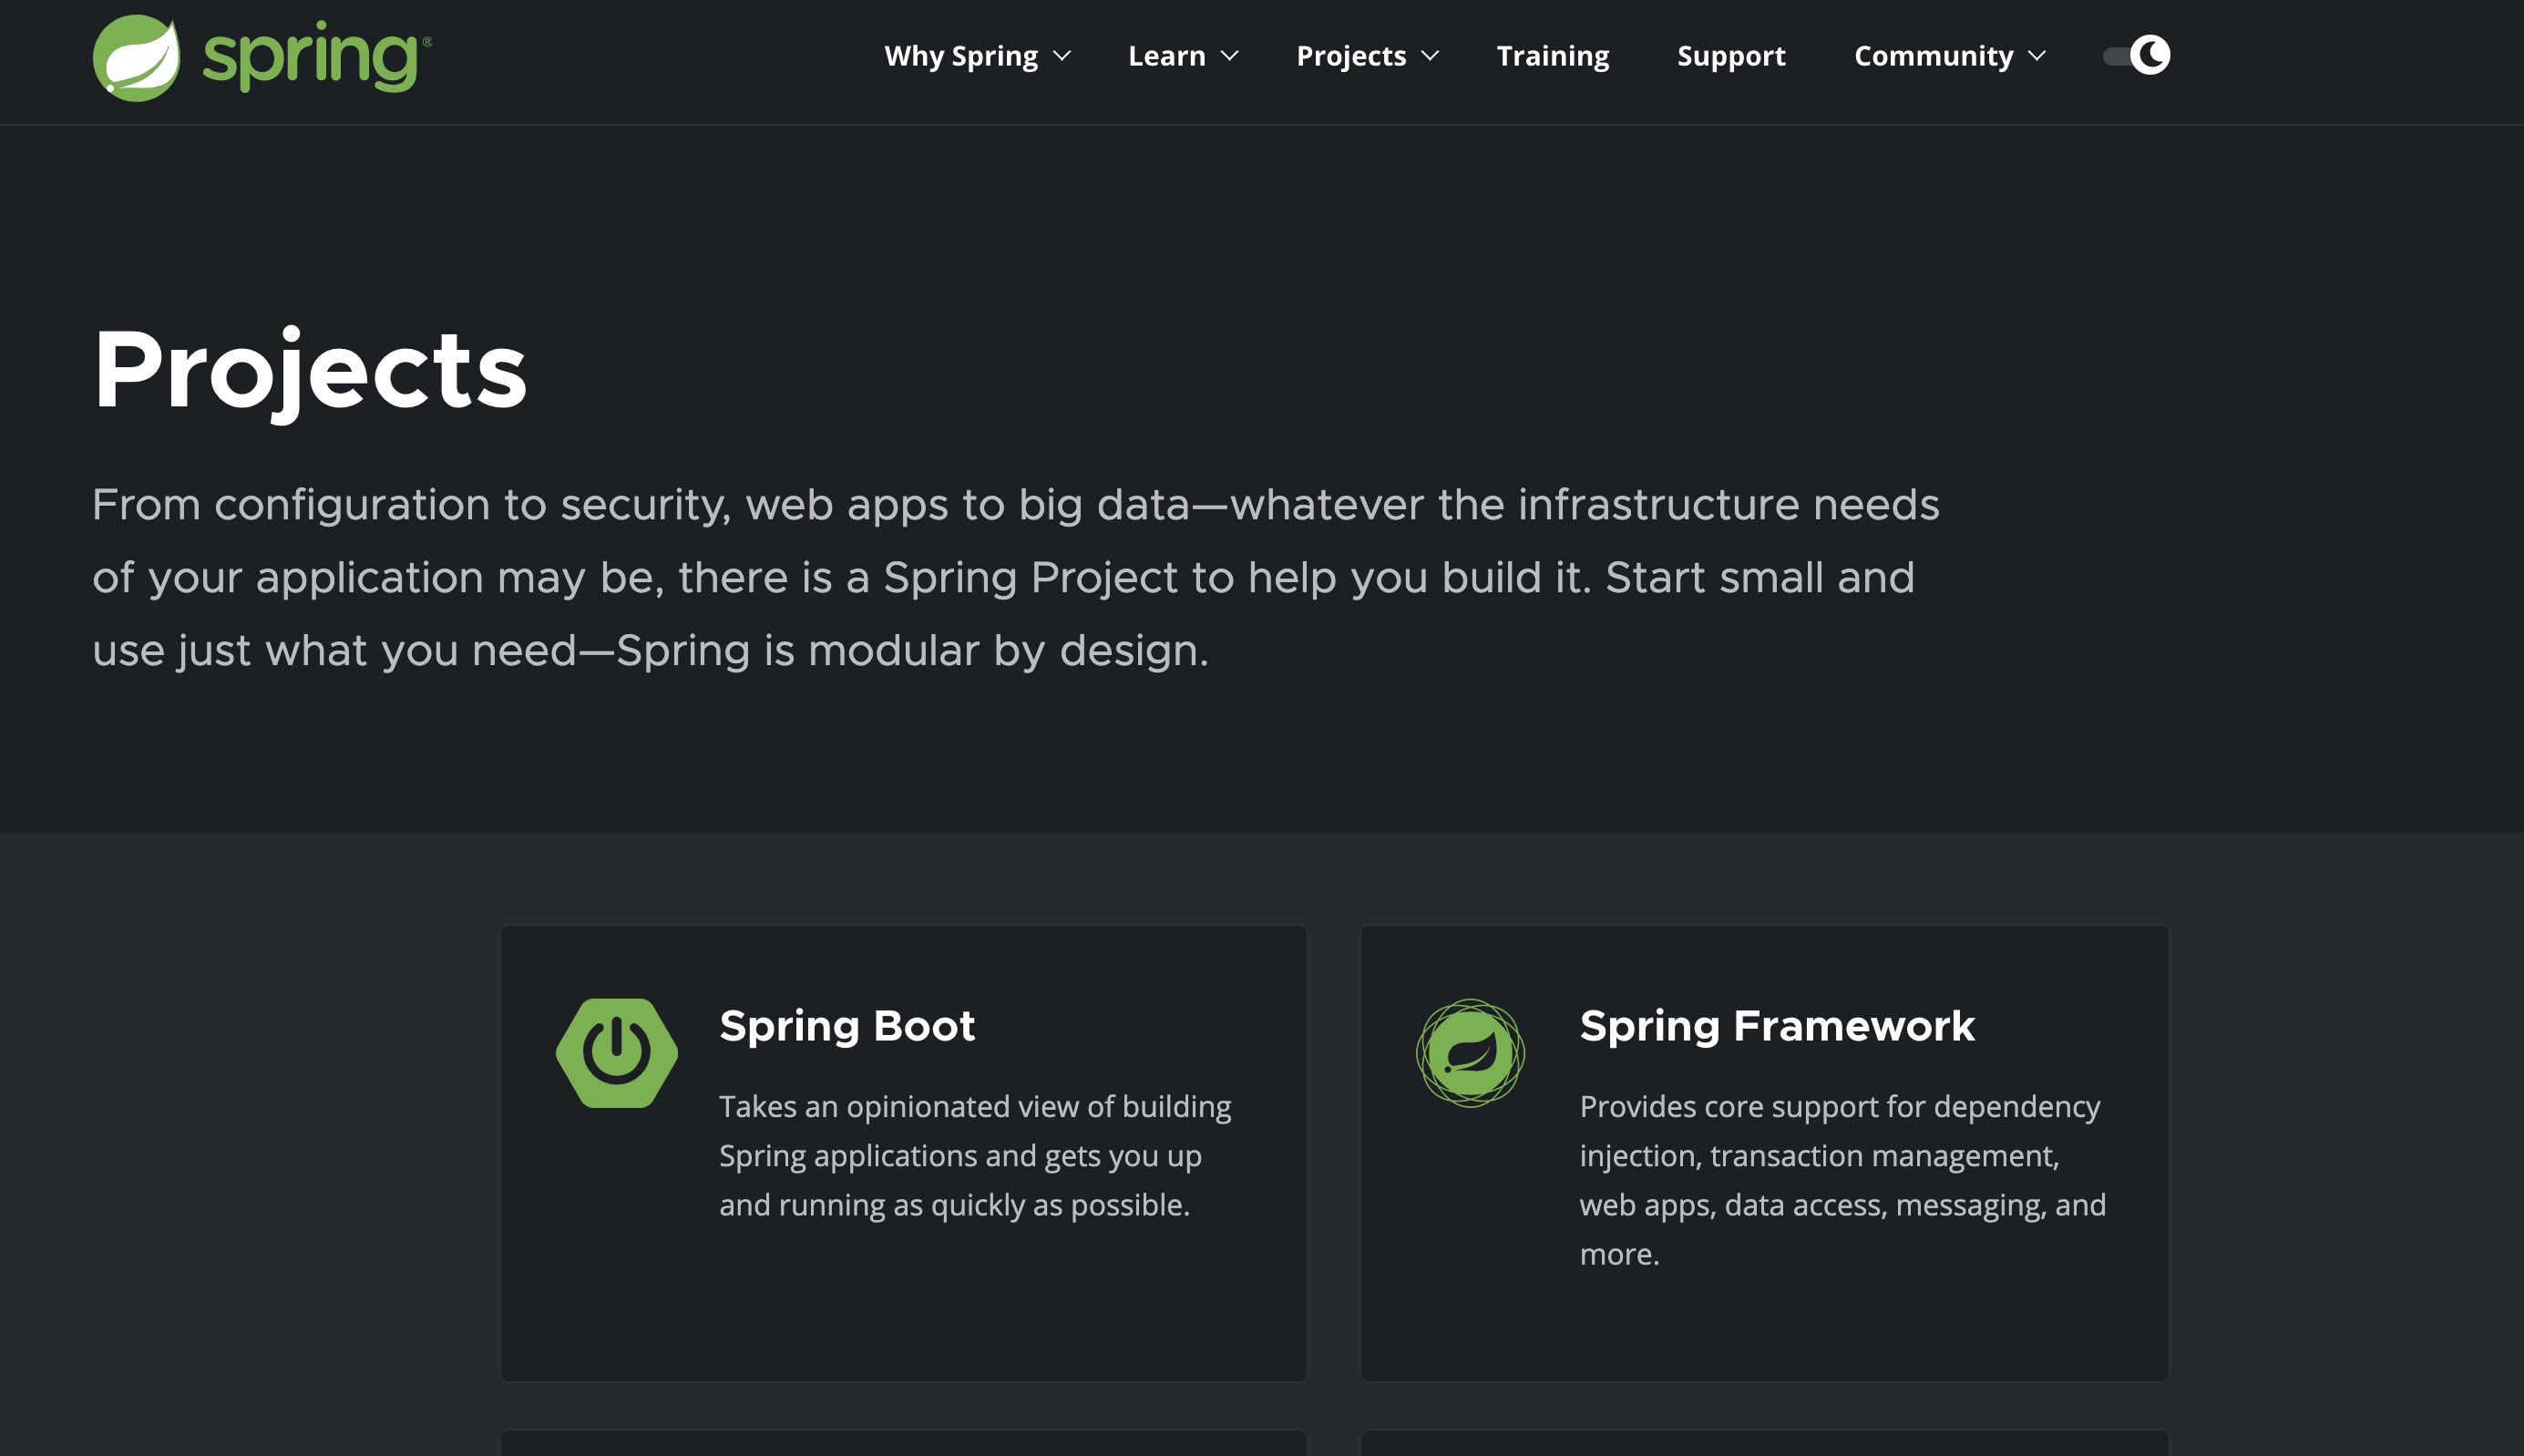 spring®
Why Spring
Learn
Projects
Training
Support
Community
Projects
From configuration to security, web apps to big data—whatever the infrastructure needs
of your application may be, there is a Spring Project to help you build it. Start small and
use just what you need—Spring is modular by design.
Spring Boot
Takes an opinionated view of building
Spring applications and gets you up
and running as quickly as possible.
Spring Framework
Provides core support for dependency
injection, transaction management,
web apps, data access, messaging, and
more.